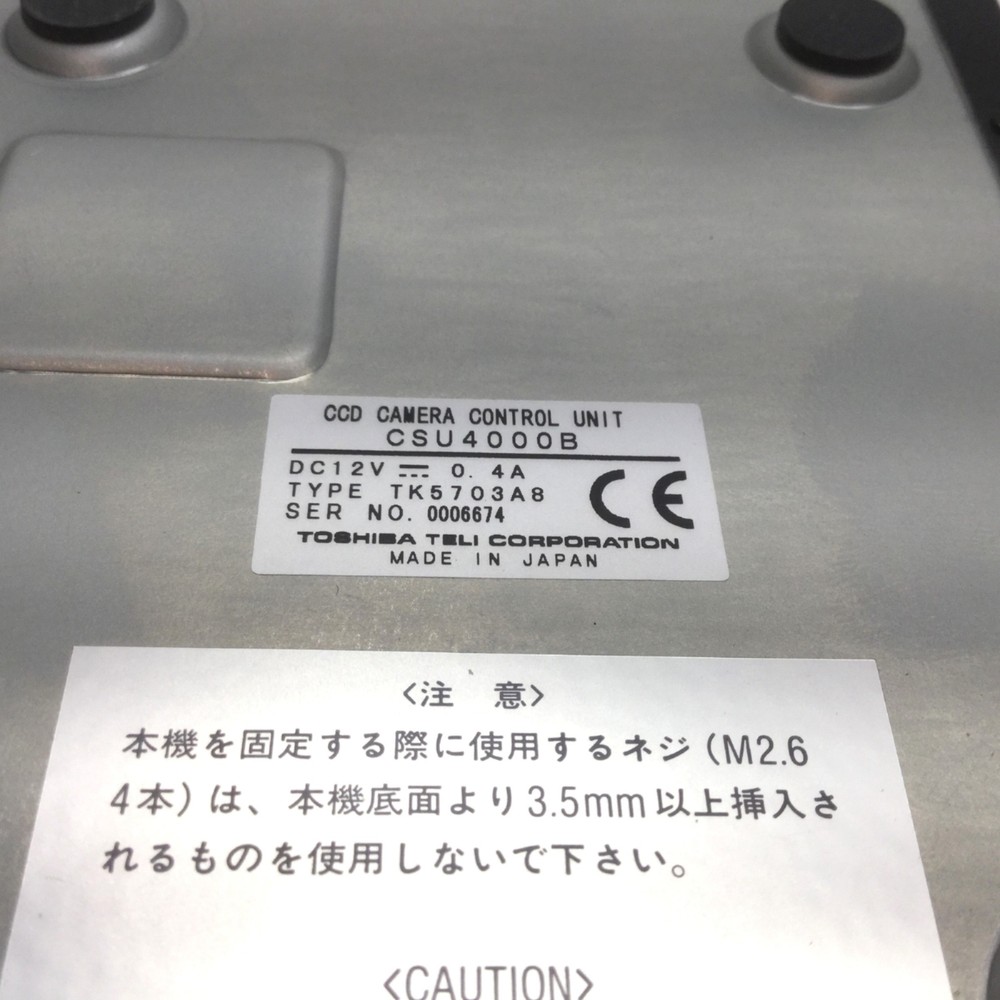 CCD CAMERA CONTROL UNIT
CSU4000B
DC12V ⎓ 0.4A
TYPE TK5703A8
SER NO. 0006674
CE
TOSHIBA TELI CORPORATION
MADE IN JAPAN
<注 意>
本機を固定する際に使用するネジ(M2.6
4本)は、本機底面より3.5mm以上挿入さ
れるものを使用しないで下さい。
<CAUTION>